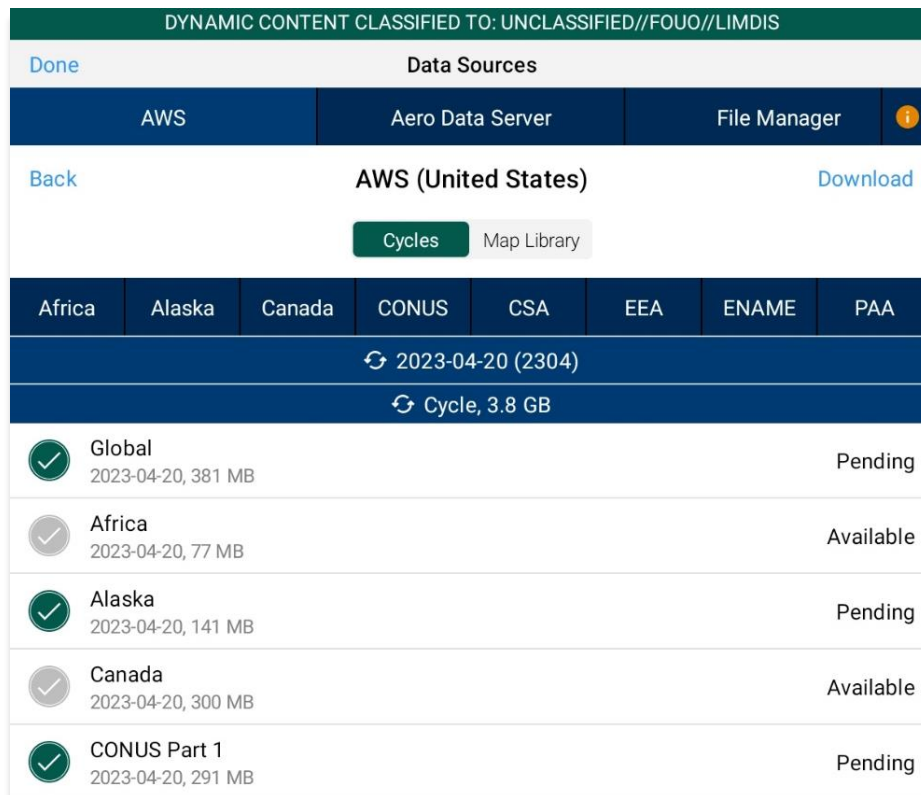 DYNAMIC CONTENT CLASSIFIED TO: UNCLASSIFIED//FOUO//LIMDIS
Done Data Sources
AWS Aero Data Server File Manager i
Back AWS (United States) Download
Cycles Map Library
Africa Alaska Canada CONUS CSA EEA ENAME PAA
2023-04-20 (2304)
Cycle, 3.8 GB
Global
2023-04-20, 381 MB
Pending
Africa
2023-04-20, 77 MB
Available
Alaska
2023-04-20, 141 MB
Pending
Canada
2023-04-20, 300 MB
Available
CONUS Part 1
2023-04-20, 291 MB
Pending